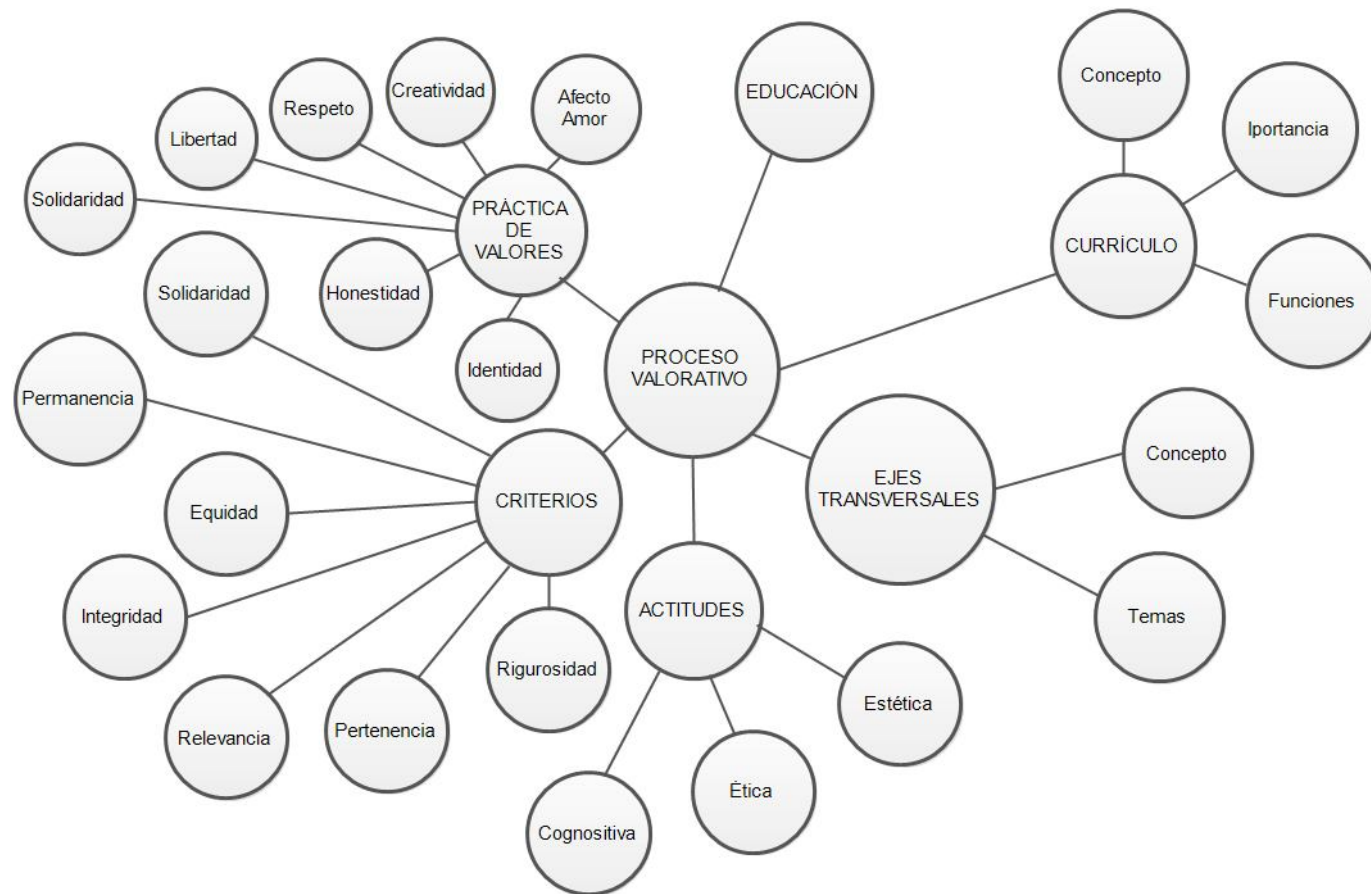 Creatividad
Afecto
Amor
Respeto
Libertad
Solidaridad
PRÀCTICA
DE
VALORES
Honestidad
Identidad
EDUCACIÓN
Concepto
Iportancia
CURRÍCULO
Funciones
PROCESO
VALORATIVO
Solidaridad
Permanencia
Equidad
Integridad
Relevancia
Pertenencia
Rigurosidad
CRITERIOS
EJES
TRANSVERSALES
Concepto
Temas
ACTITUDES
Estética
Ètica
Cognositiva